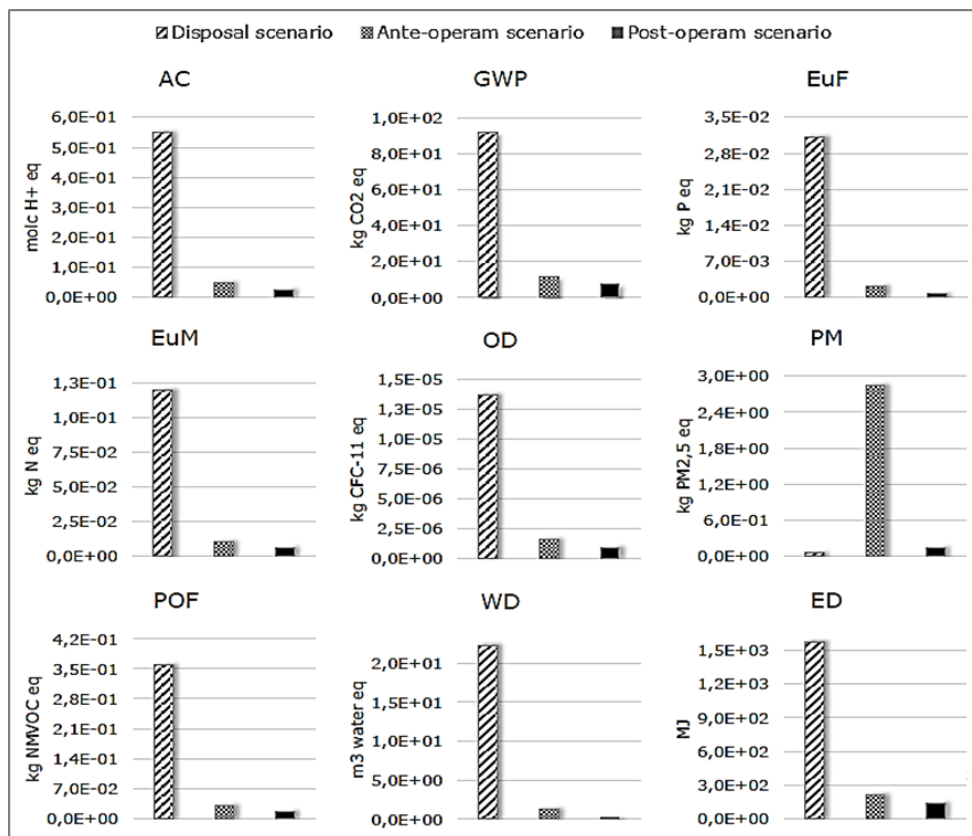 Disposal scenario Ante-operam scenario Post-operam scenario
AC
molc H+ eq
6,0E-01
5,0E-01
4,0E-01
3,0E-01
2,0E-01
1,0E-01
0,0E+00
GWP
kg CO2 eq
1,0E+02
8,0E+01
6,0E+01
4,0E+01
2,0E+01
0,0E+00
EuF
kg P eq
3,5E-02
2,8E-02
2,1E-02
1,4E-02
7,0E-03
0,0E+00
EuM
kg N eq
1,3E-01
1,0E-01
7,5E-02
5,0E-02
2,5E-02
0,0E+00
OD
kg CFC-11 eq
1,5E-05
1,3E-05
1,0E-05
7,5E-06
5,0E-06
2,5E-06
0,0E+00
PM
kg PM2,5 eq
3,0E+00
2,4E+00
1,8E+00
1,2E+00
6,0E-01
0,0E+00
POF
kg NMVOC eq
4,2E-01
3,5E-01
2,8E-01
2,1E-01
1,4E-01
7,0E-02
0,0E+00
WD
m3 water eq
2,0E+01
1,5E+01
1,0E+01
5,0E+00
0,0E+00
ED
MJ
1,5E+03
1,2E+03
9,0E+02
6,0E+02
3,0E+02
0,0E+00